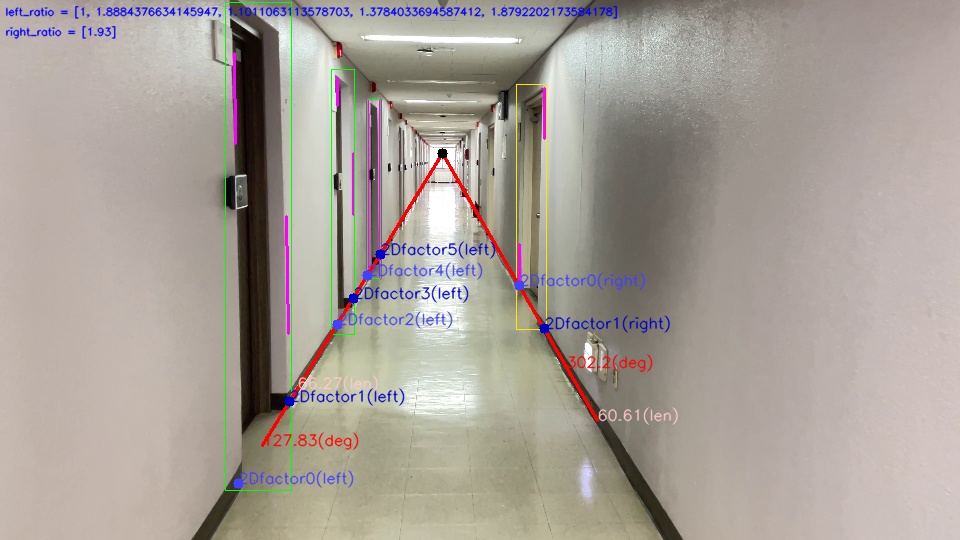 left_ratio = [1, 1.8884376634145947, 1.1011063113578703, 1.3784033694587412, 1.8792202173584178]
right_ratio = [1.93]
2Dfactor5(left)
2Dfactor4(left)
2Dfactor0(right)
2Dfactor3(left)
2Dfactor2(left)
2Dfactor1(right)
302.2(deg)
66.27(len)
2Dfactor1(left)
60.61(len)
127.83(deg)
2Dfactor0(left)